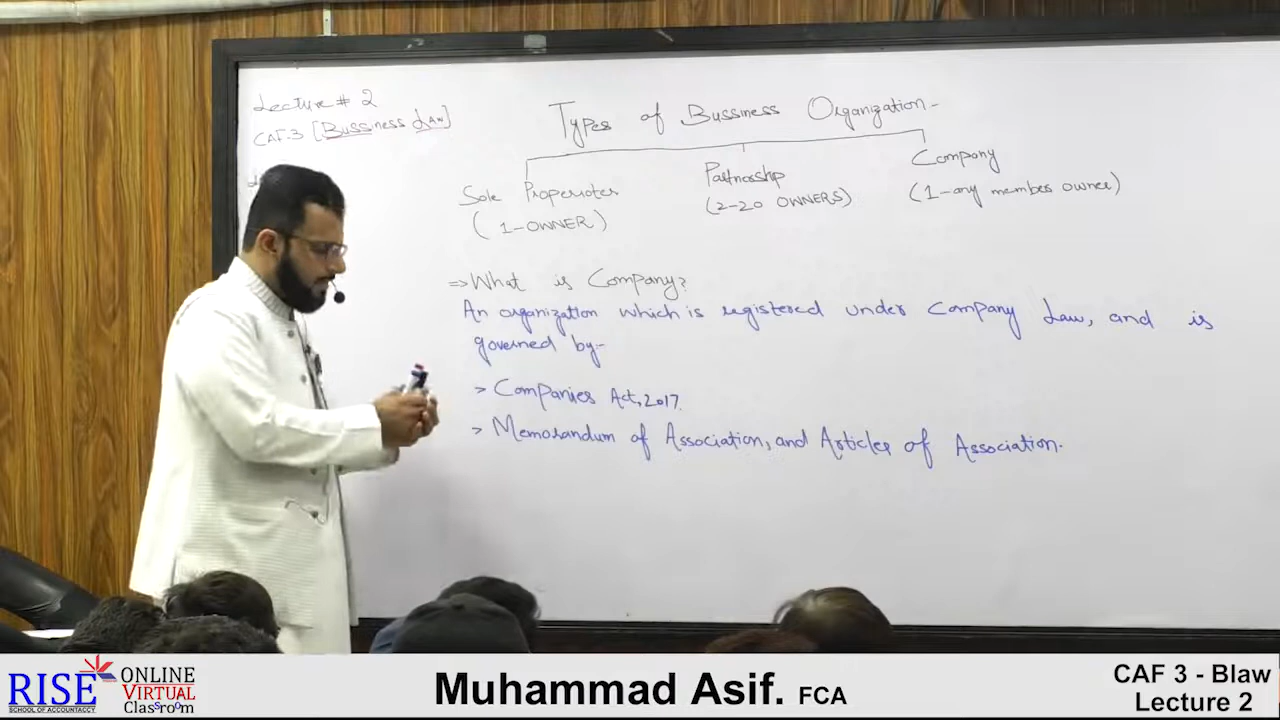 Lecture # 2
CAF-3 [Bussiness Law]
Types of Bussiness Organization-
Sole Properioter
(1-OWNER)
Partnership
(2-20 OWNERS)
Company
(1-any member owner)
⇒ What is Company?
An organization which is registered under Company Law, and is
governed by:-
> Companies Act, 2017.
> Memorandum of Association, and Articles of Association.
RISE
SCHOOL OF ACCOUNTANCY
ONLINE
VIRTUAL
Classroom
Muhammad Asif. FCA
CAF 3 - Blaw
Lecture 2